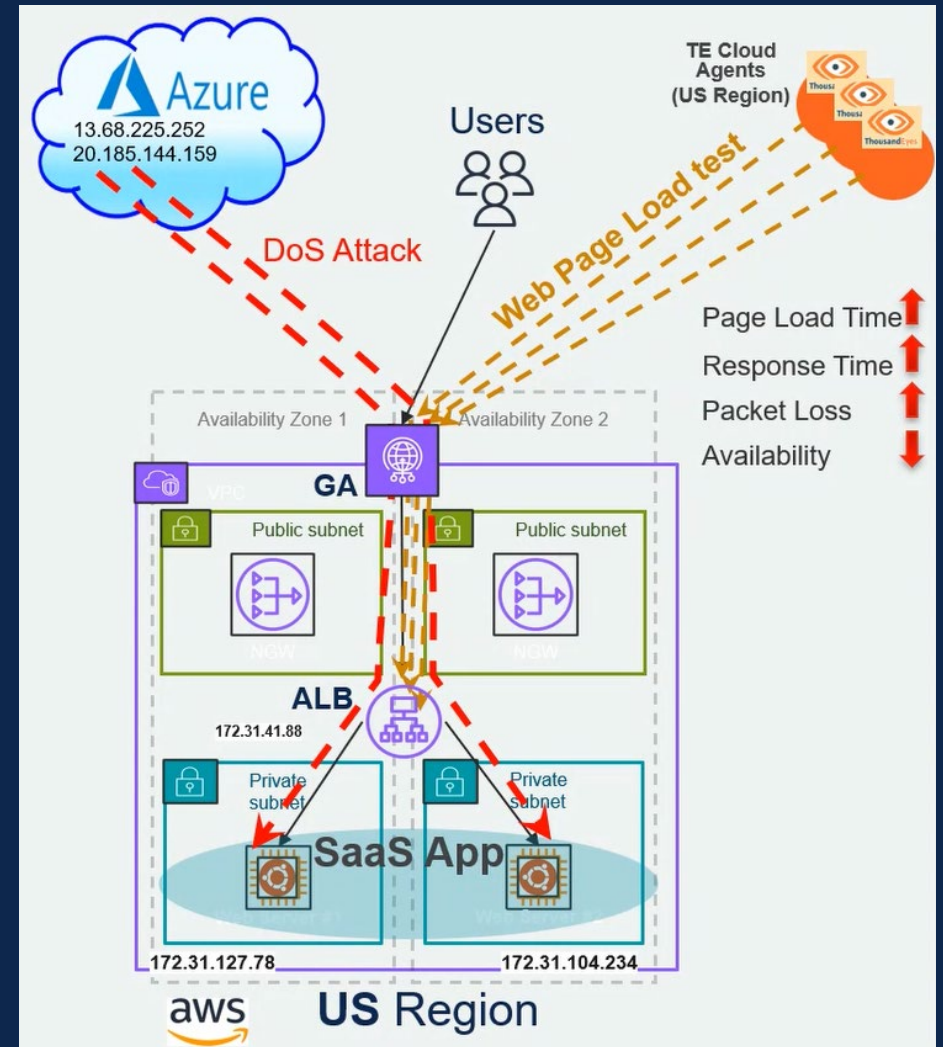 Azure
13.68.225.252
20.185.144.159
TE Cloud
Agents
(US Region)
ThousandEyes
Users
DoS Attack
Web Page Load test
Page Load Time
Response Time
Packet Loss
Availability
Availability Zone 1
Availability Zone 2
GA
VPC
Public subnet
Public subnet
NGW
NGW
ALB
172.31.41.88
Private
subnet
Private
subnet
SaaS App
172.31.127.78
172.31.104.234
aws
US Region